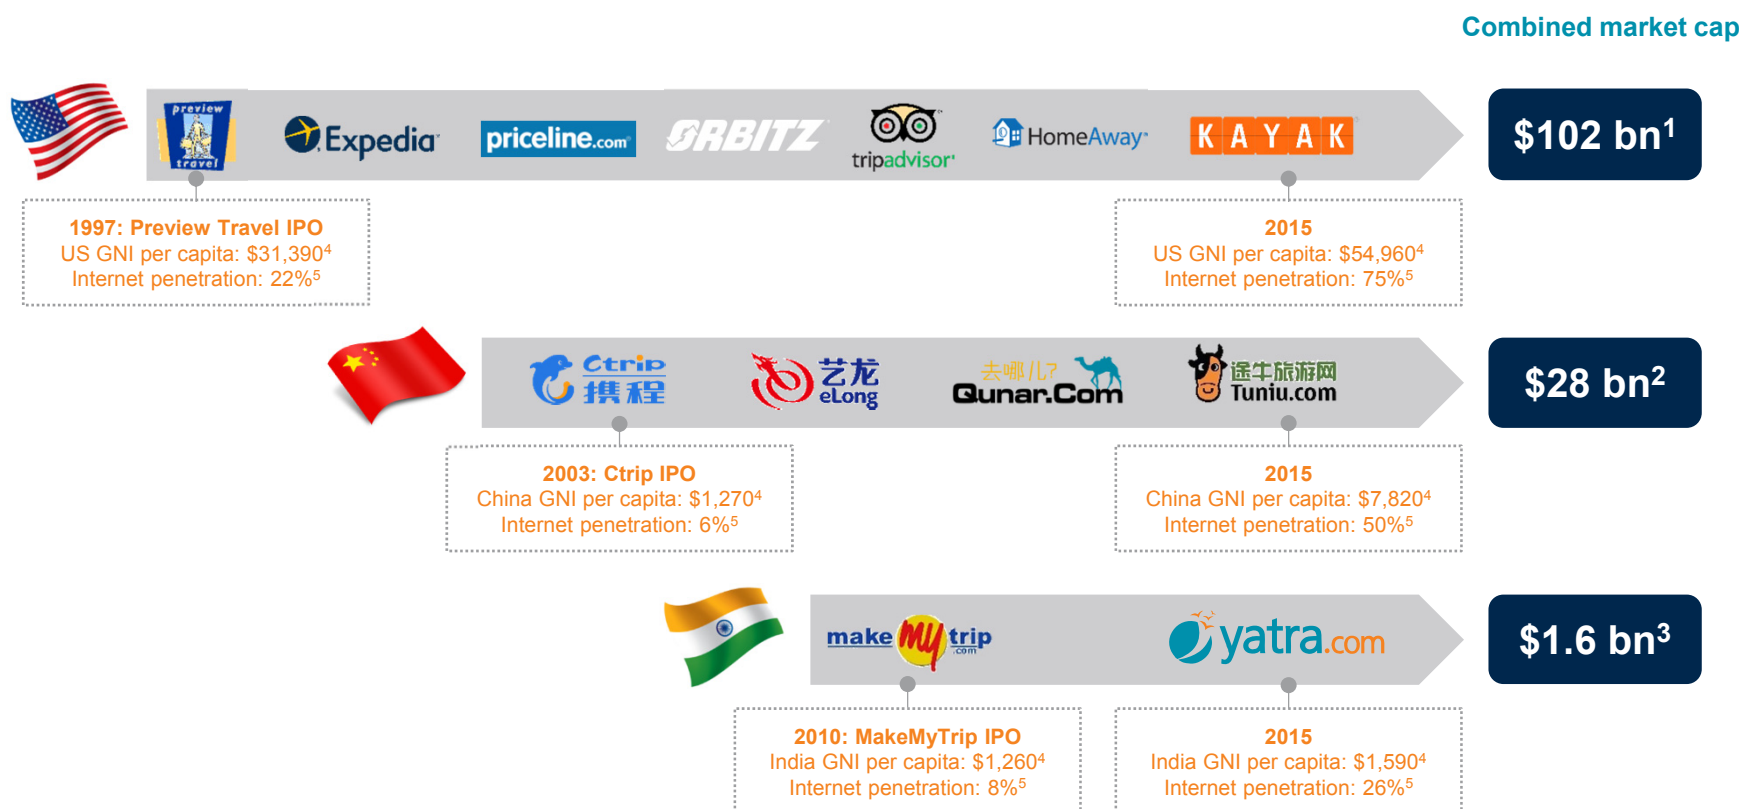 Combined market cap
preview
travel
Expedia
priceline.com
ORBITZ
tripadvisor
HomeAway
KAYAK
$102 bn1
1997: Preview Travel IPO
US GNI per capita: $31,3904
Internet penetration: 22%5
2015
US GNI per capita: $54,9604
Internet penetration: 75%5
Ctrip
携程
艺龙
eLong
去哪儿?
Qunar.Com
途牛旅游网
Tuniu.com
$28 bn2
2003: Ctrip IPO
China GNI per capita: $1,2704
Internet penetration: 6%5
2015
China GNI per capita: $7,8204
Internet penetration: 50%5
make my trip
.com
yatra.com
$1.6 bn3
2010: MakeMyTrip IPO
India GNI per capita: $1,2604
Internet penetration: 8%5
2015
India GNI per capita: $1,5904
Internet penetration: 26%5